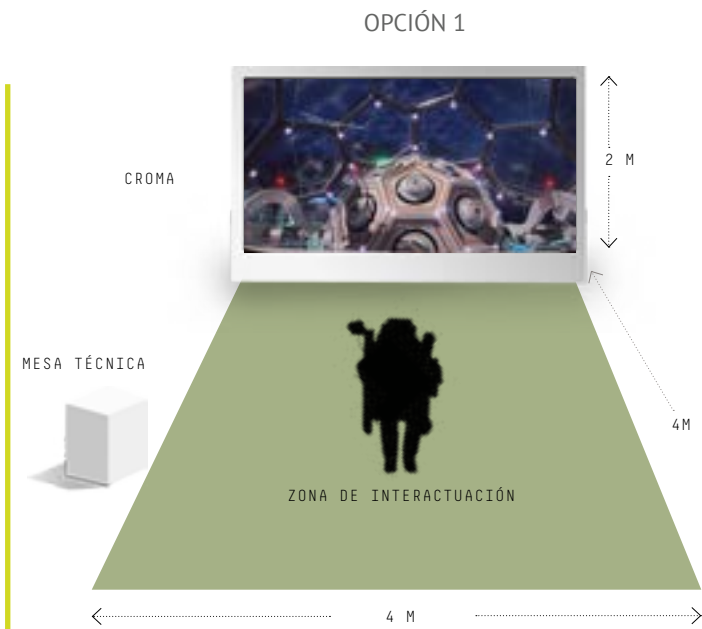 OPCIÓN 1
2 M
CROMA
MESA TÉCNICA
4M
ZONA DE INTERACTUACIÓN
4 M